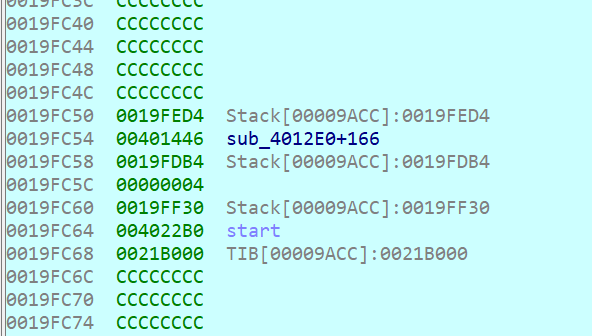 0019FC3C CCCCCCCC
0019FC40 CCCCCCCC
0019FC44 CCCCCCCC
0019FC48 CCCCCCCC
0019FC4C CCCCCCCC
0019FC50 0019FED4 Stack[00009ACC]:0019FED4
0019FC54 00401446 sub_4012E0+166
0019FC58 0019FDB4 Stack[00009ACC]:0019FDB4
0019FC5C 00000004
0019FC60 0019FF30 Stack[00009ACC]:0019FF30
0019FC64 004022B0 start
0019FC68 0021B000 TIB[00009ACC]:0021B000
0019FC6C CCCCCCCC
0019FC70 CCCCCCCC
0019FC74 CCCCCCCC